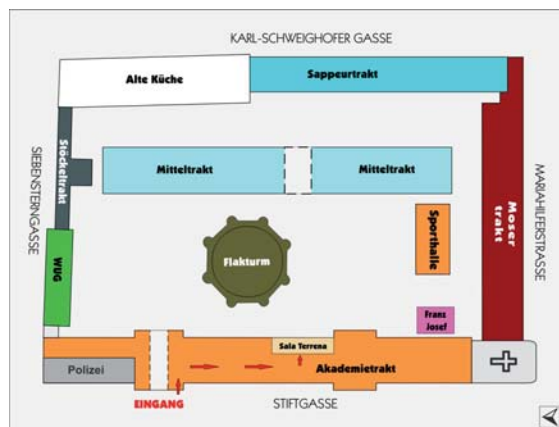 KARL-SCHWEIGHOFER GASSE
Alte Küche
Sappeurtrakt
SIEBENSTERNGASSE
Stöckeltrakt
Mitteltrakt
Mitteltrakt
Moser
trakt
MARIAHILFERSTRASSE
Sporthalle
WUG
Flakturm
Franz
Josef
Sala Terrena
Polizei
Akademietrakt
EINGANG
STIFTGASSE